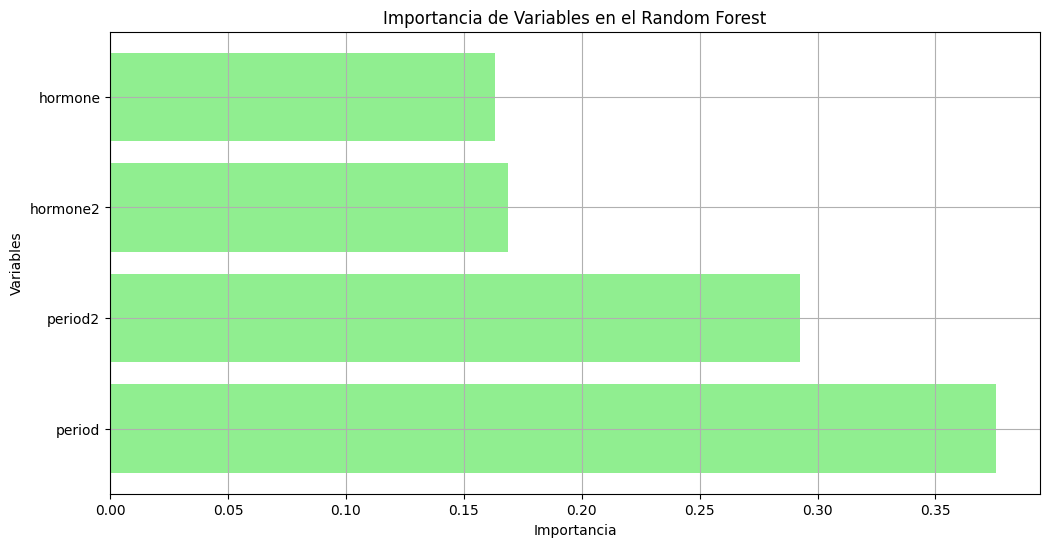 Importancia de Variables en el Random Forest
Variables
hormone
hormone2
period2
period
0.00 0.05 0.10 0.15 0.20 0.25 0.30 0.35
Importancia